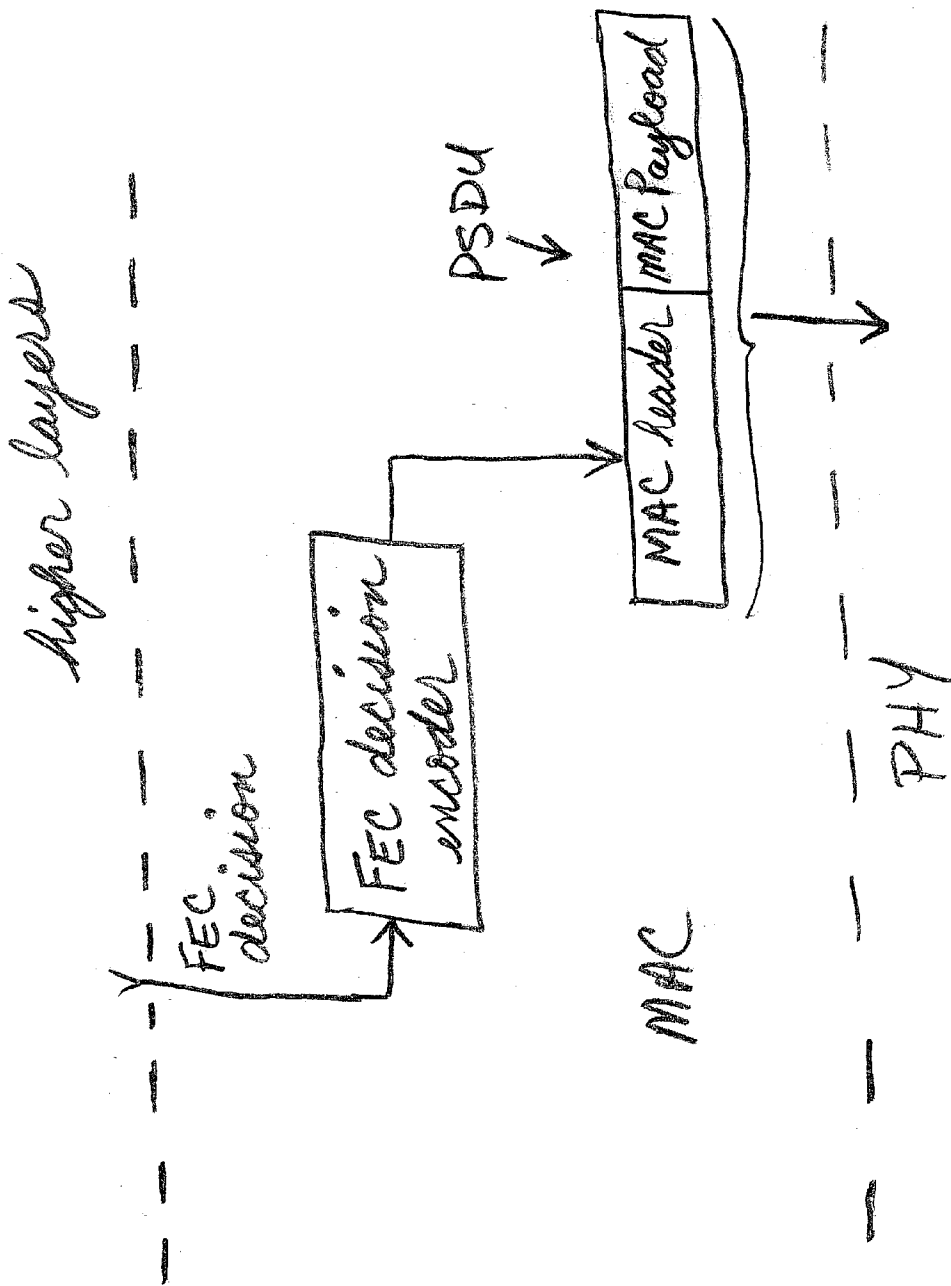 higher layers
FEC
decision
FEC decision
encoder
PSDU
MAC header MAC Payload
MAC
PHY